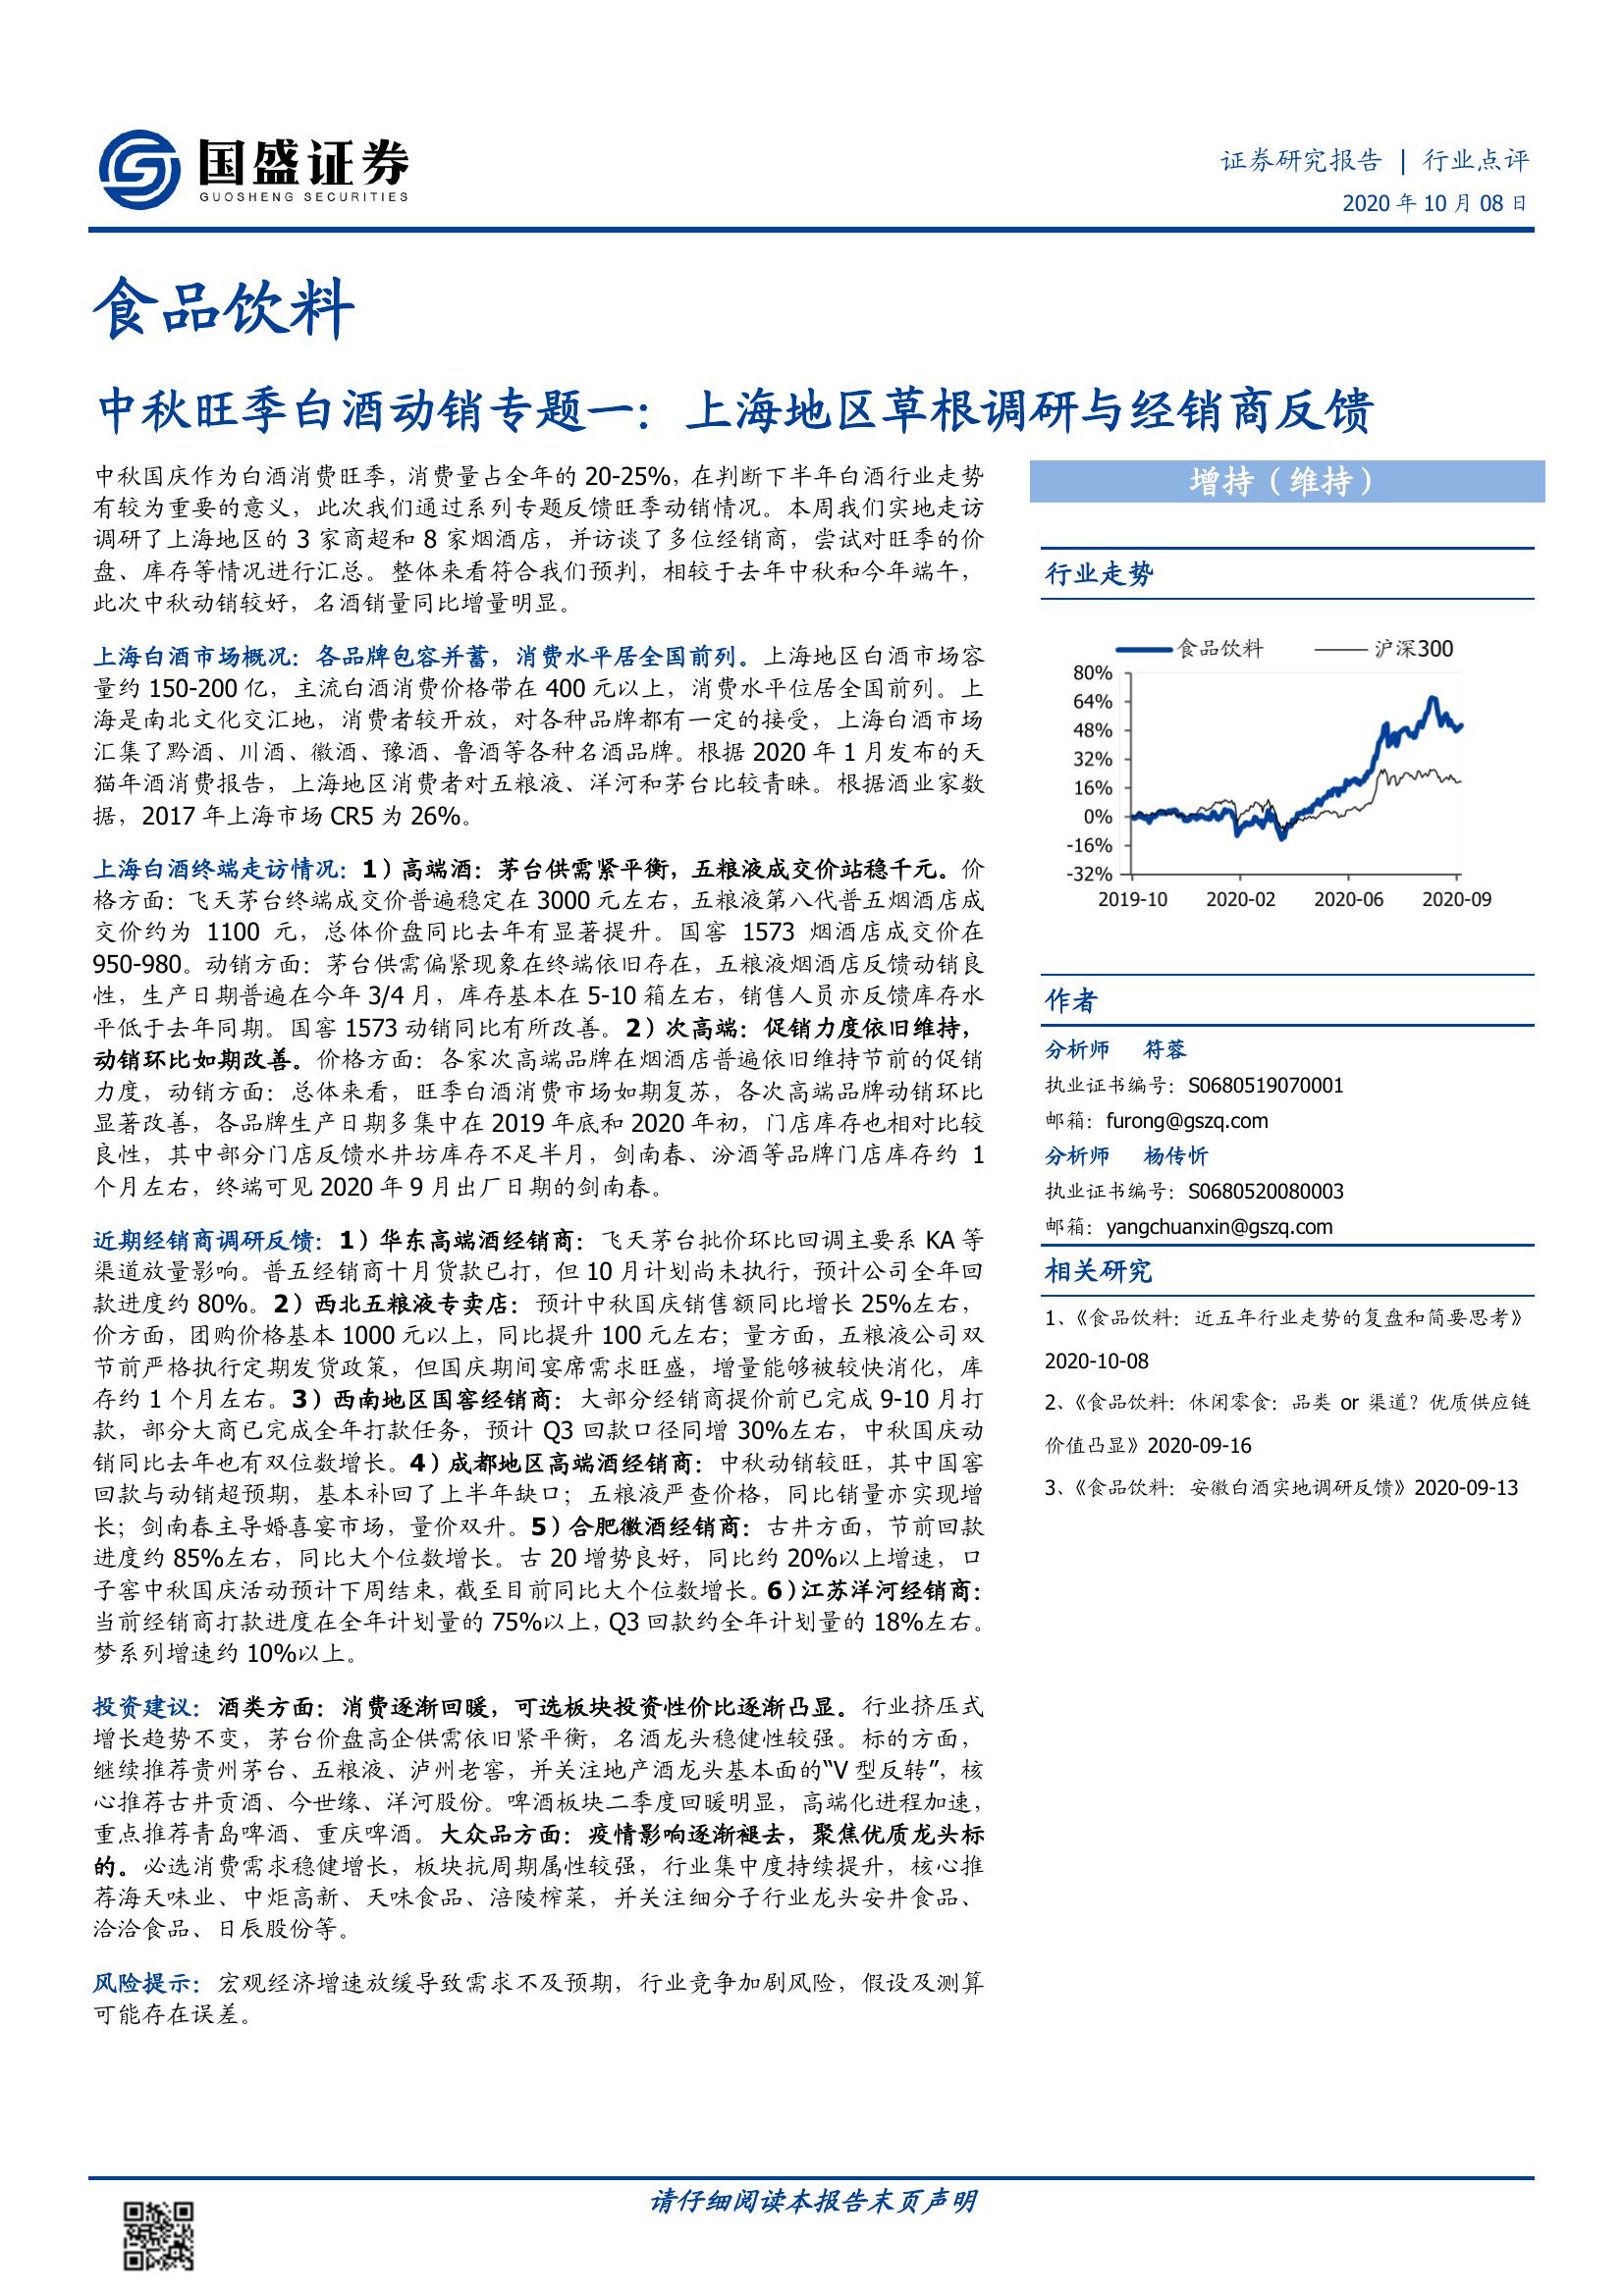 国盛证券
GUOSHENG SECURITIES
证券研究报告 | 行业点评
2020 年 10 月 08 日
食品饮料
中秋旺季白酒动销专题一：上海地区草根调研与经销商反馈
中秋国庆作为白酒消费旺季，消费量占全年的 20-25%，在判断下半年白酒行业走势
有较为重要的意义，此次我们通过系列专题反馈旺季动销情况。本周我们实地走访
调研了上海地区的 3 家商超和 8 家烟酒店，并访谈了多位经销商，尝试对旺季的价
盘、库存等情况进行汇总。整体来看符合我们预判，相较于去年中秋和今年端午，
此次中秋动销较好，名酒销量同比增量明显。
上海白酒市场概况：各品牌包容并蓄，消费水平居全国前列。上海地区白酒市场容
量约 150-200 亿，主流白酒消费价格带在 400 元以上，消费水平位居全国前列。上
海是南北文化交汇地，消费者较开放，对各种品牌都有一定的接受，上海白酒市场
汇集了黔酒、川酒、徽酒、豫酒、鲁酒等各种名酒品牌。根据 2020 年 1 月发布的天
猫年酒消费报告，上海地区消费者对五粮液、洋河和茅台比较青睐。根据酒业家数
据，2017 年上海市场 CR5 为 26%。
上海白酒终端走访情况：1）高端酒：茅台供需紧平衡，五粮液成交价站稳千元。价
格方面：飞天茅台终端成交价普遍稳定在 3000 元左右，五粮液第八代普五烟酒店成
交价约为 1100 元，总体价盘同比去年有显著提升。国窖 1573 烟酒店成交价在
950-980。动销方面：茅台供需偏紧现象在终端依旧存在，五粮液烟酒店反馈动销良
性，生产日期普遍在今年 3/4 月，库存基本在 5-10 箱左右，销售人员亦反馈库存水
平低于去年同期。国窖 1573 动销同比有所改善。2）次高端：促销力度依旧维持，
动销环比如期改善。价格方面：各家次高端品牌在烟酒店普遍依旧维持节前的促销
力度，动销方面：总体来看，旺季白酒消费市场如期复苏，各次高端品牌动销环比
显著改善，各品牌生产日期多集中在 2019 年底和 2020 年初，门店库存也相对比较
良性，其中部分门店反馈水井坊库存不足半月，剑南春、汾酒等品牌门店库存约 1
个月左右，终端可见 2020 年 9 月出厂日期的剑南春。
近期经销商调研反馈：1）华东高端酒经销商：飞天茅台批价环比回调主要系 KA 等
渠道放量影响。普五经销商十月货款已打，但 10 月计划尚未执行，预计公司全年回
款进度约 80%。2）西北五粮液专卖店：预计中秋国庆销售额同比增长 25%左右，
价方面，团购价格基本 1000 元以上，同比提升 100 元左右；量方面，五粮液公司双
节前严格执行定期发货政策，但国庆期间宴席需求旺盛，增量能够被较快消化，库
存约 1 个月左右。3）西南地区国窖经销商：大部分经销商提价前已完成 9-10 月打
款，部分大商已完成全年打款任务，预计 Q3 回款口径同增 30%左右，中秋国庆动
销同比去年也有双位数增长。4）成都地区高端酒经销商：中秋动销较旺，其中国窖
回款与动销超预期，基本补回了上半年缺口；五粮液严查价格，同比销量亦实现增
长；剑南春主导婚喜宴市场，量价双升。5）合肥徽酒经销商：古井方面，节前回款
进度约 85%左右，同比大个位数增长。古 20 增势良好，同比约 20%以上增速，口
子窖中秋国庆活动预计下周结束，截至目前同比大个位数增长。6）江苏洋河经销商：
当前经销商打款进度在全年计划量的 75%以上，Q3 回款约全年计划量的 18%左右。
梦系列增速约 10%以上。
投资建议：酒类方面：消费逐渐回暖，可选板块投资性价比逐渐凸显。行业挤压式
增长趋势不变，茅台价盘高企供需依旧紧平衡，名酒龙头稳健性较强。标的方面，
继续推荐贵州茅台、五粮液、泸州老窖，并关注地产酒龙头基本面的“V 型反转”，核
心推荐古井贡酒、今世缘、洋河股份。啤酒板块二季度回暖明显，高端化进程加速，
重点推荐青岛啤酒、重庆啤酒。大众品方面：疫情影响逐渐褪去，聚焦优质龙头标
的。必选消费需求稳健增长，板块抗周期属性较强，行业集中度持续提升，核心推
荐海天味业、中炬高新、天味食品、涪陵榨菜，并关注细分子行业龙头安井食品、
洽洽食品、日辰股份等。
风险提示：宏观经济增速放缓导致需求不及预期，行业竞争加剧风险，假设及测算
可能存在误差。
增持（维持）
行业走势
食品饮料 沪深300
80%
64%
48%
32%
16%
0%
-16%
-32%
2019-10 2020-02 2020-06 2020-09
作者
分析师 符蓉
执业证书编号：S0680519070001
邮箱：furong@gszq.com
分析师 杨传忻
执业证书编号：S0680520080003
邮箱：yangchuanxin@gszq.com
相关研究
1、《食品饮料：近五年行业走势的复盘和简要思考》
2020-10-08
2、《食品饮料：休闲零食：品类 or 渠道？优质供应链
价值凸显》2020-09-16
3、《食品饮料：安徽白酒实地调研反馈》2020-09-13
请仔细阅读本报告末页声明